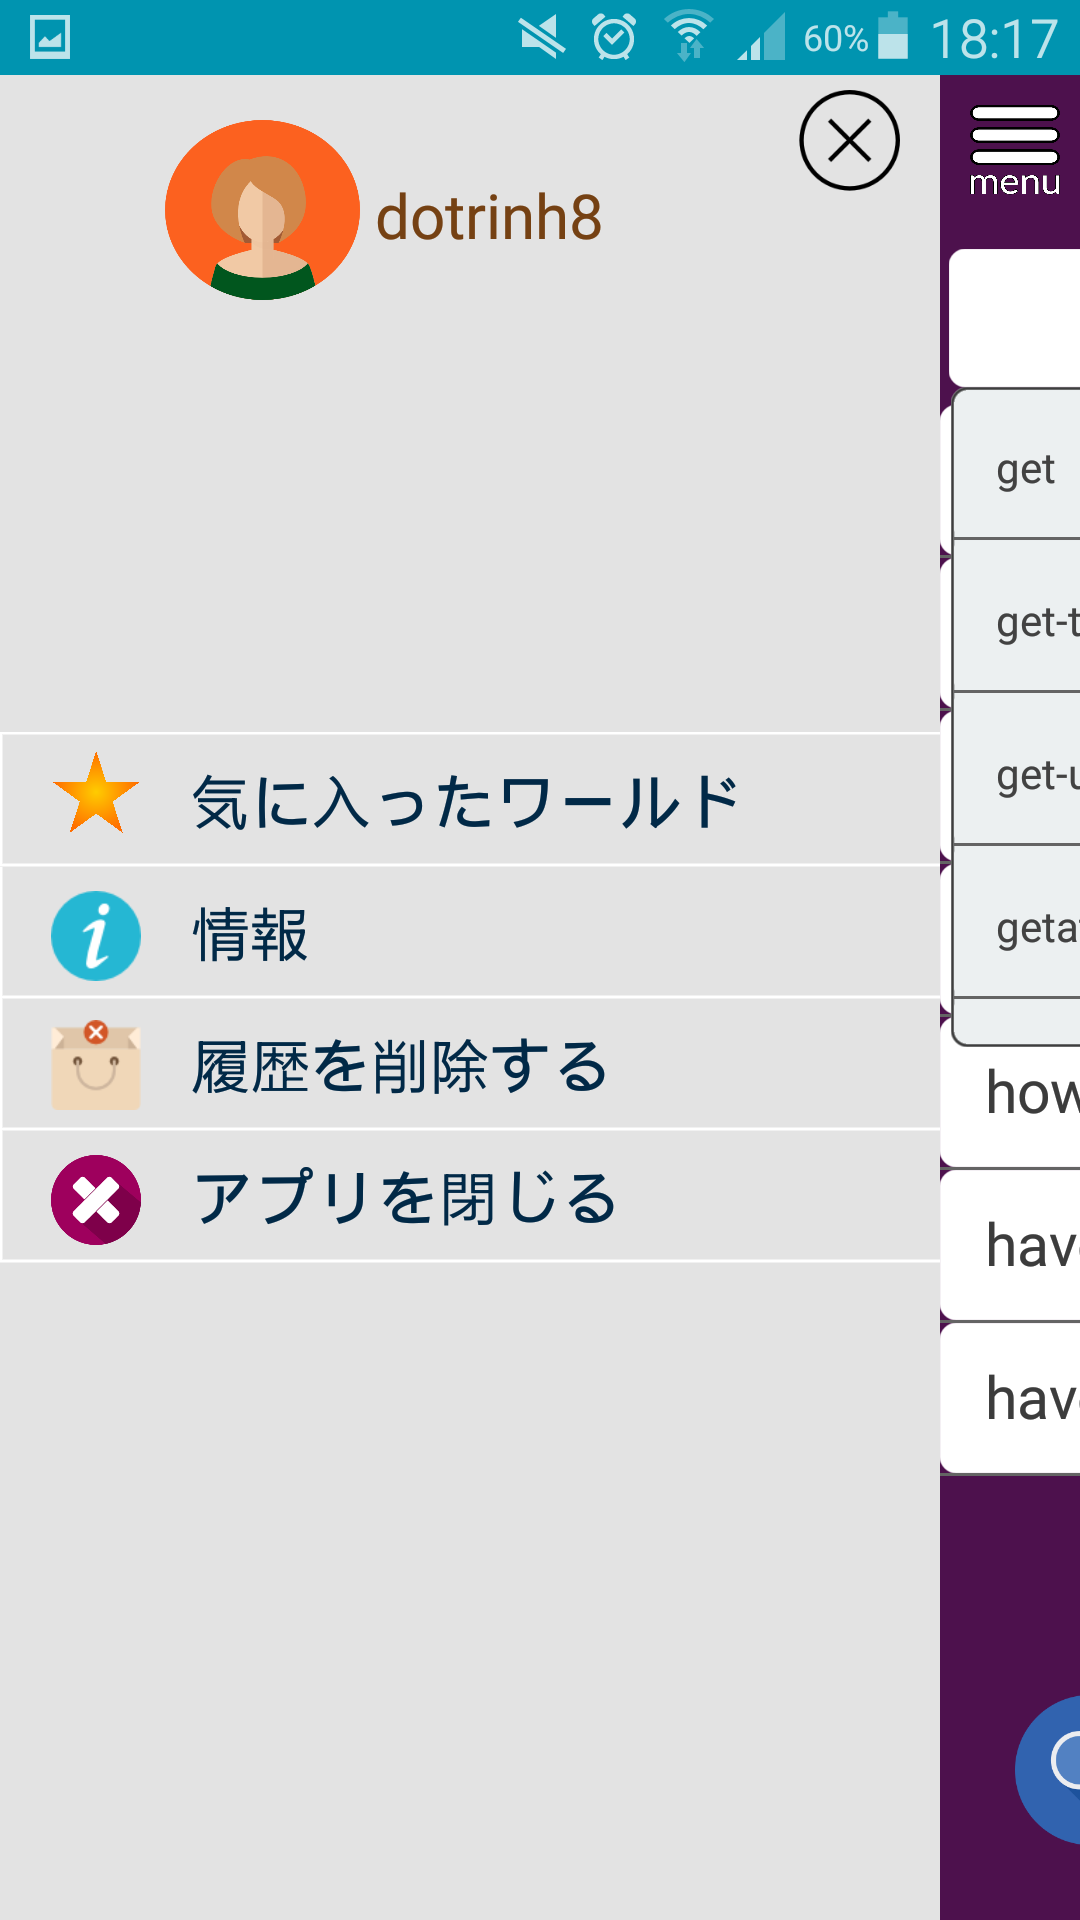 60% 18:17
menu
dotrinh8
気に入ったワールド
情報
履歴を削除する
アプリを閉じる
get
get-t
get-u
geta
how
hav
hav